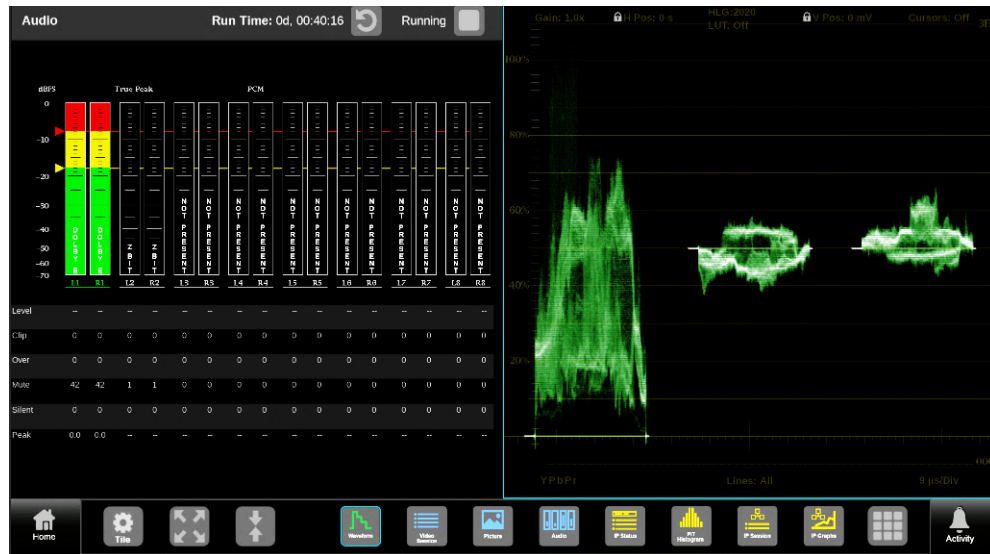 Audio Run Time: 0d, 00:40:16 Running
dBFS True Peak PCM
0
-10
-20
-30
-40
-50
-60
-70
DOLBY E
DOLBY E
Z BIT
Z BIT
NOT PRESENT
NOT PRESENT
NOT PRESENT
NOT PRESENT
NOT PRESENT
NOT PRESENT
NOT PRESENT
NOT PRESENT
NOT PRESENT
NOT PRESENT
NOT PRESENT
NOT PRESENT
L1 R1 L2 R2 L3 R3 L4 R4 L5 R5 L6 R6 L7 R7 L8 R8
Level -- -- -- -- -- -- -- -- -- -- -- -- -- -- -- --
Clip 0 0 0 0 0 0 0 0 0 0 0 0 0 0 0 0
Over 0 0 0 0 0 0 0 0 0 0 0 0 0 0 0 0
Mute 42 42 1 1 0 0 0 0 0 0 0 0 0 0 0 0
Silent 0 0 0 0 0 0 0 0 0 0 0 0 0 0 0 0
Peak 0.0 0.0 -- -- -- -- -- -- -- -- -- -- -- -- -- --
Gain: 1.0x H Pos: 0 s HLG:2020 V Pos: 0 mV Cursors: Off
LUT: Off
100%
80%
60%
40%
20%
YPbPr Lines: All 9 µs/Div
Home Tile Waveform Video Session Picture Audio IP Status PIT Histogram IP Session IP Graphs Activity